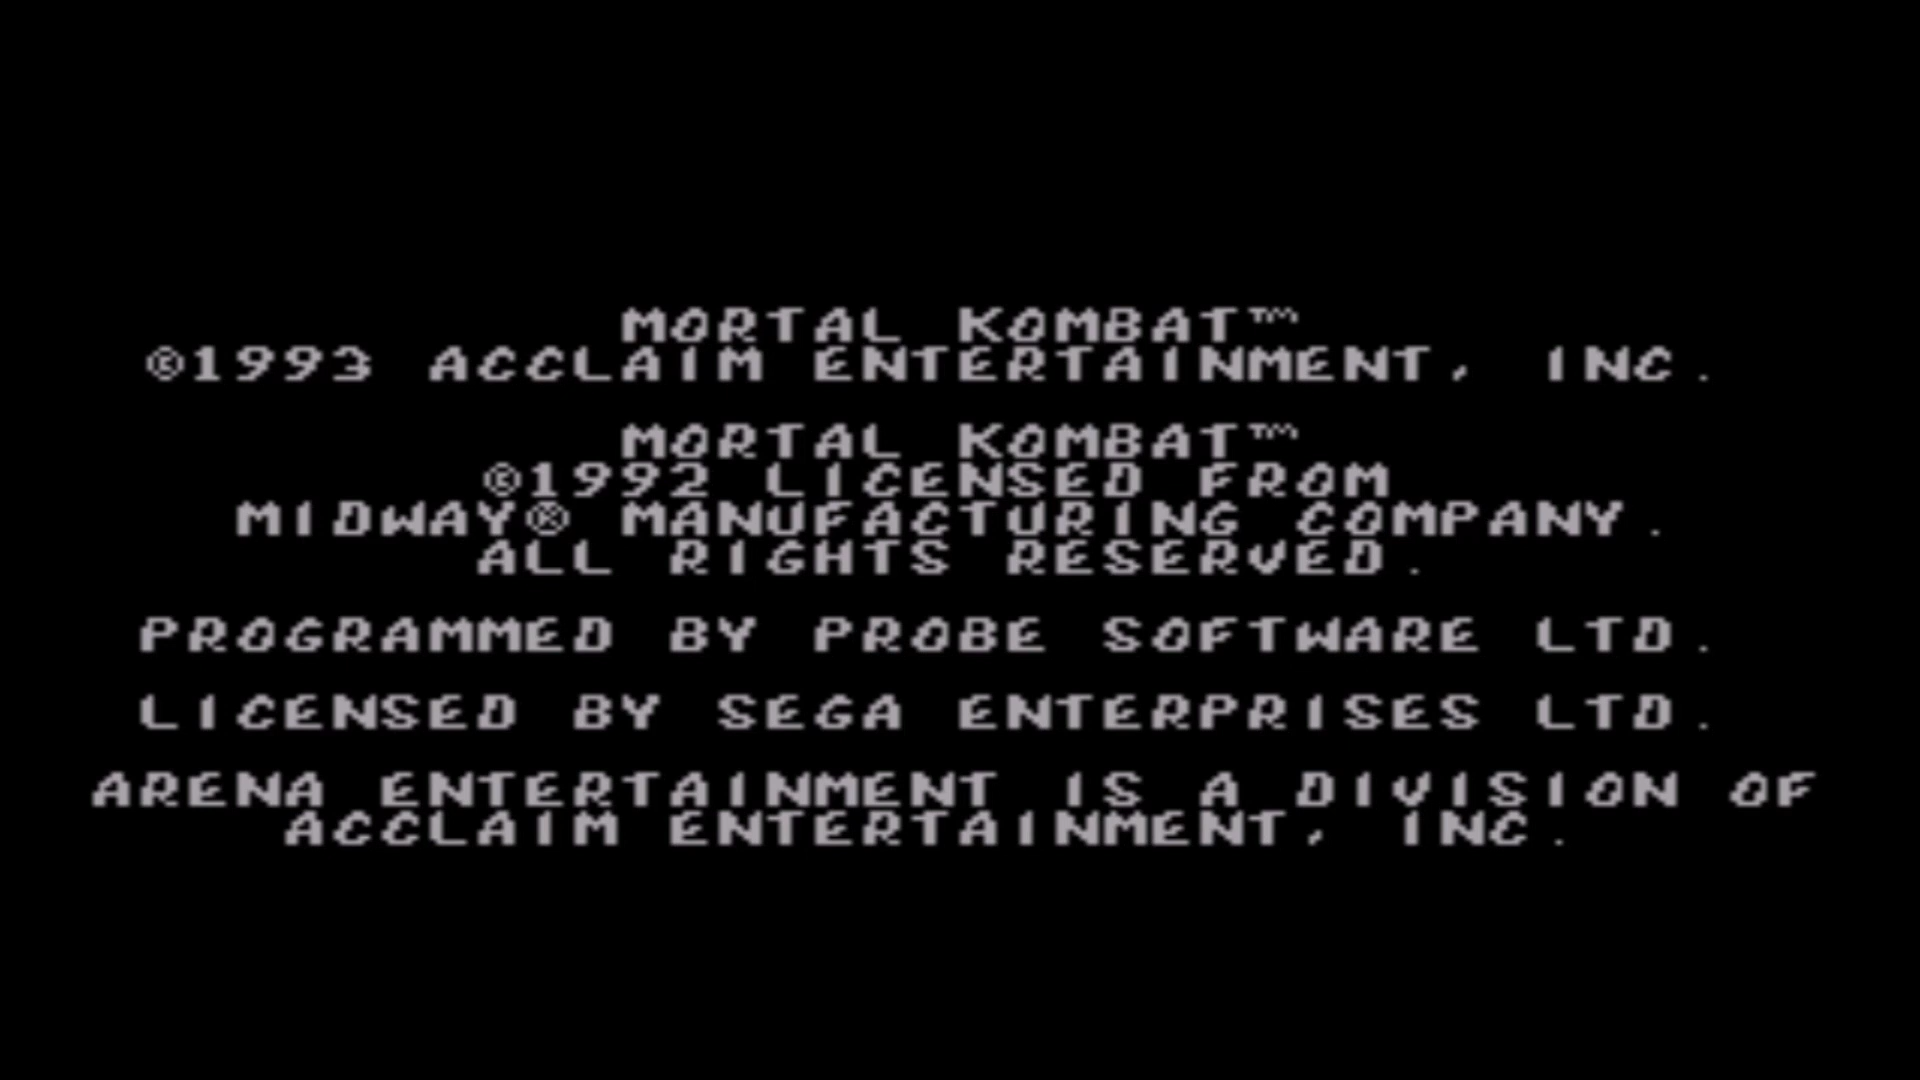 MORTAL KOMBAT™
©1993 ACCLAIM ENTERTAINMENT, INC.
MORTAL KOMBAT™
©1992 LICENSED FROM
MIDWAY® MANUFACTURING COMPANY.
ALL RIGHTS RESERVED.
PROGRAMMED BY PROBE SOFTWARE LTD.
LICENSED BY SEGA ENTERPRISES LTD.
ARENA ENTERTAINMENT IS A DIVISION OF
ACCLAIM ENTERTAINMENT, INC.